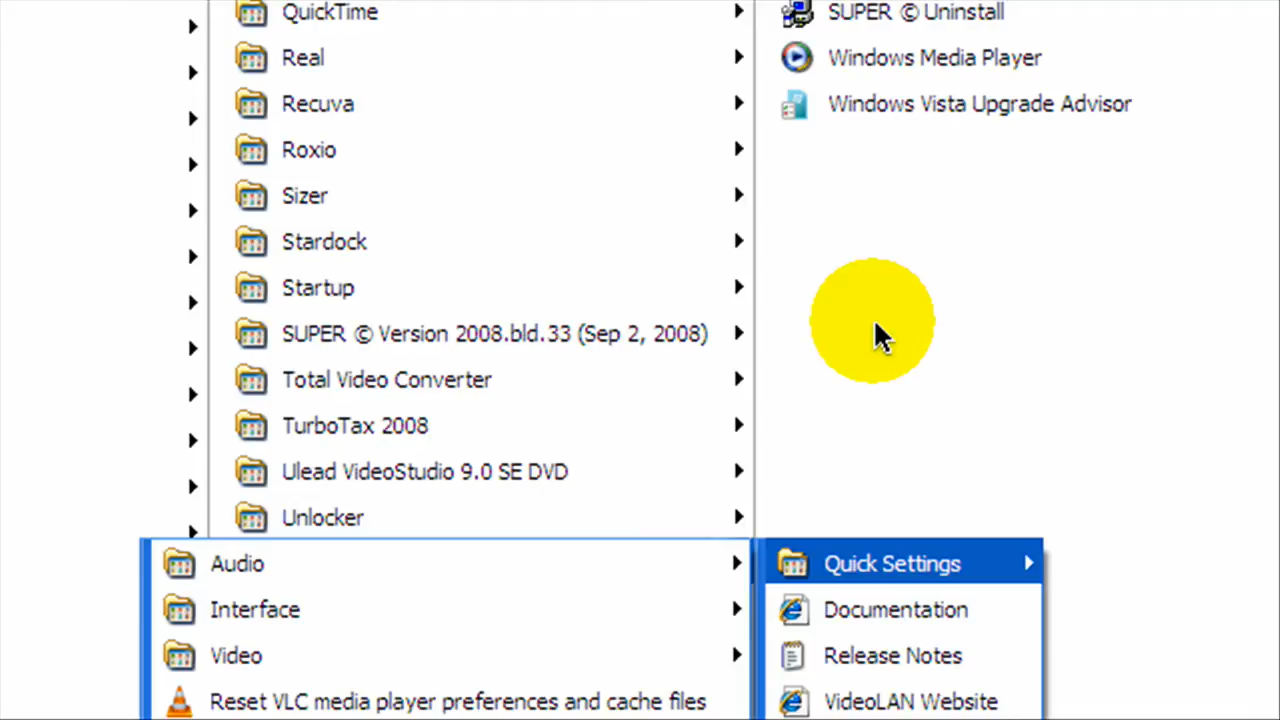 QuickTime
Real
Recuva
Roxio
Sizer
Stardock
Startup
SUPER © Version 2008.bld.33 (Sep 2, 2008)
Total Video Converter
TurboTax 2008
Ulead VideoStudio 9.0 SE DVD
Unlocker
SUPER © Uninstall
Windows Media Player
Windows Vista Upgrade Advisor
Audio
Interface
Video
Reset VLC media player preferences and cache files
Quick Settings
Documentation
Release Notes
VideoLAN Website